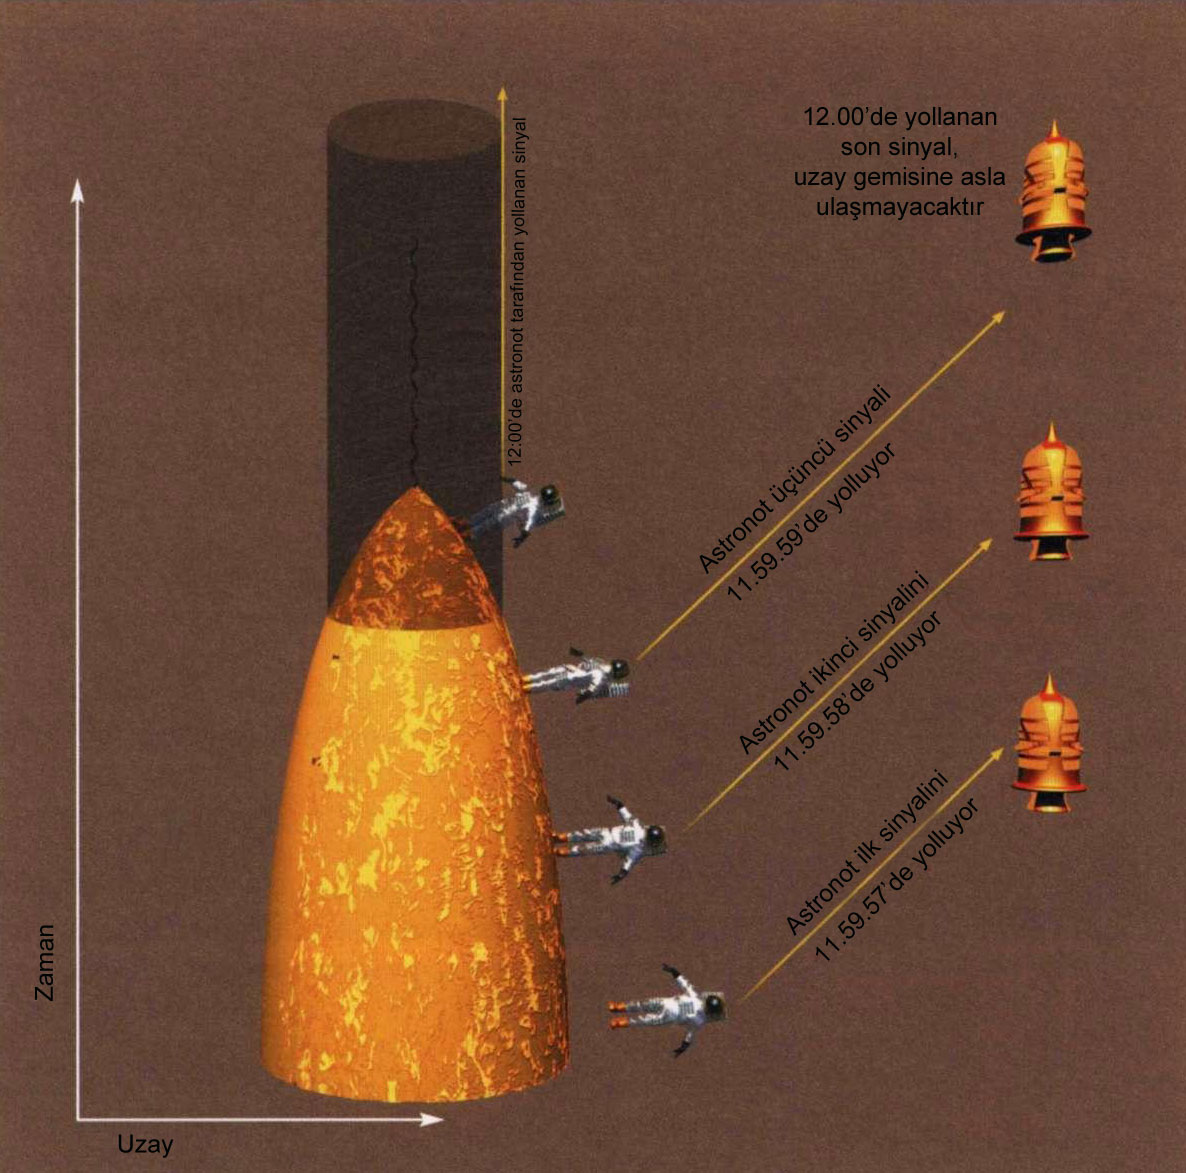 12.00'de yollanan
son sinyal,
uzay gemisine asla
ulaşmayacaktır
12:00'de astronot tarafından yollanan sinyal
Astronot üçüncü sinyali
11.59.59'de yolluyor
Astronot ikinci sinyalini
11.59.58'de yolluyor
Astronot ilk sinyalini
11.59.57'de yolluyor
Zaman
Uzay